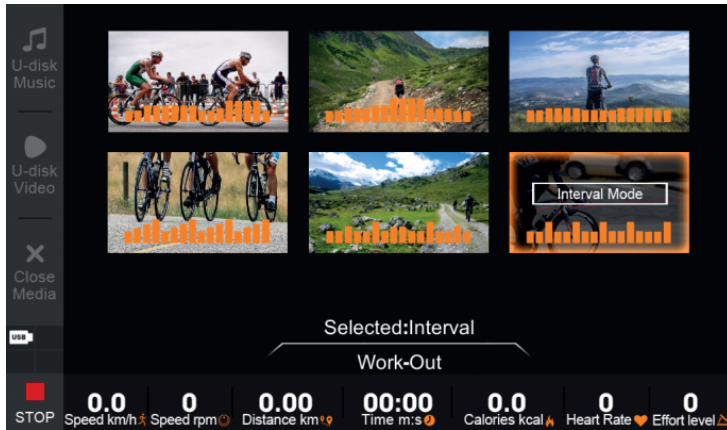 U-disk
Music
U-disk
Video
Close
Media
USB
STOP
Interval Mode
Selected:Interval
Work-Out
0.0
Speed km/h
0
Speed rpm
0.00
Distance km
00:00
Time m:s
0.0
Calories kcal
0
Heart Rate
0
Effort level